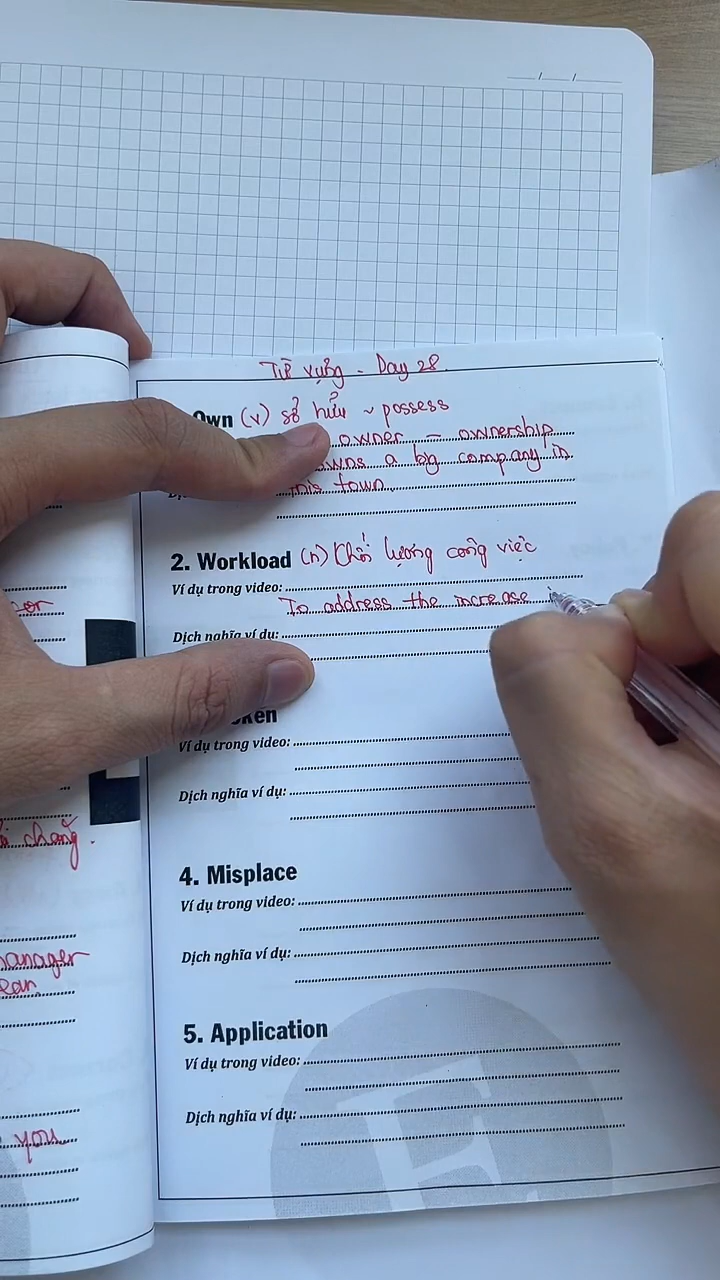 Từ vựng - Day 28.
Own (v) sở hữu ~ possess
owner - ownership
owns a big company in
this town.
2. Workload (n) Khối lượng công việc
Ví dụ trong video:
To address the increase
Dịch nghĩa ví dụ:
Ví dụ trong video:
Dịch nghĩa ví dụ:
4. Misplace
Ví dụ trong video:
Dịch nghĩa ví dụ:
5. Application
Ví dụ trong video:
Dịch nghĩa ví dụ:
chăng.
manager
you